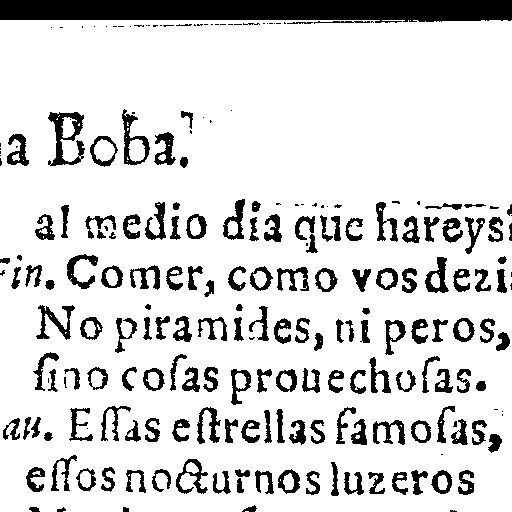 a Boba.
al medio dia que hareys
Fin. Comer, como vos dezi
No piramides, ni peros,
ſino coſas prouechoſas.
au. Eſſas eſtrellas famoſas,
eſſos nocturnos luzeros